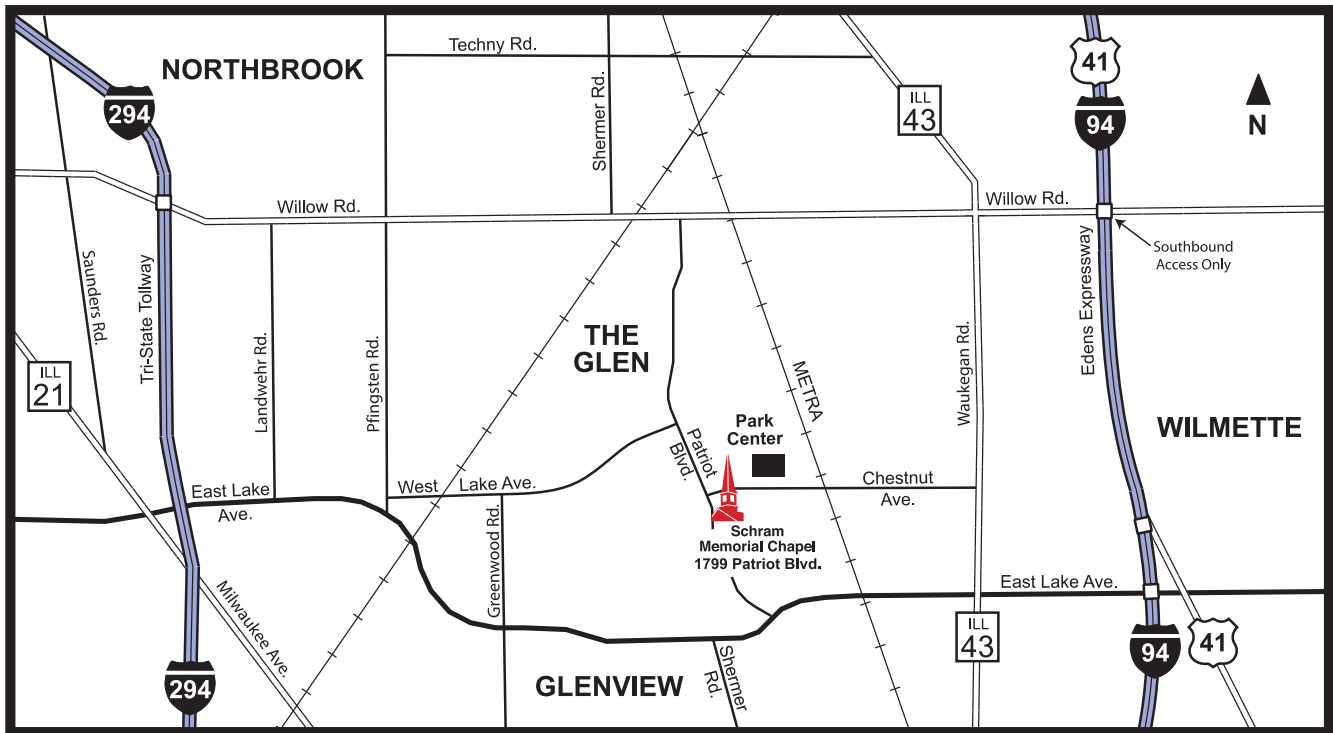 Techny Rd.
NORTHBROOK
41
294
ILL
43
94
N
Shermer Rd.
Willow Rd.
Willow Rd.
Southbound
Access Only
Saunders Rd.
Tri-State Tollway
Landwehr Rd.
Pfingsten Rd.
THE
GLEN
METRA
Waukegan Rd.
Edens Expressway
ILL
21
Park
Center
Patriot
Blvd.
WILMETTE
East Lake
Ave.
West Lake Ave.
Chestnut
Ave.
Greenwood Rd.
Schram
Memorial Chapel
1799 Patriot Blvd.
East Lake Ave.
Milwaukee Ave.
ILL
43
94
41
294
GLENVIEW
Shermer
Rd.